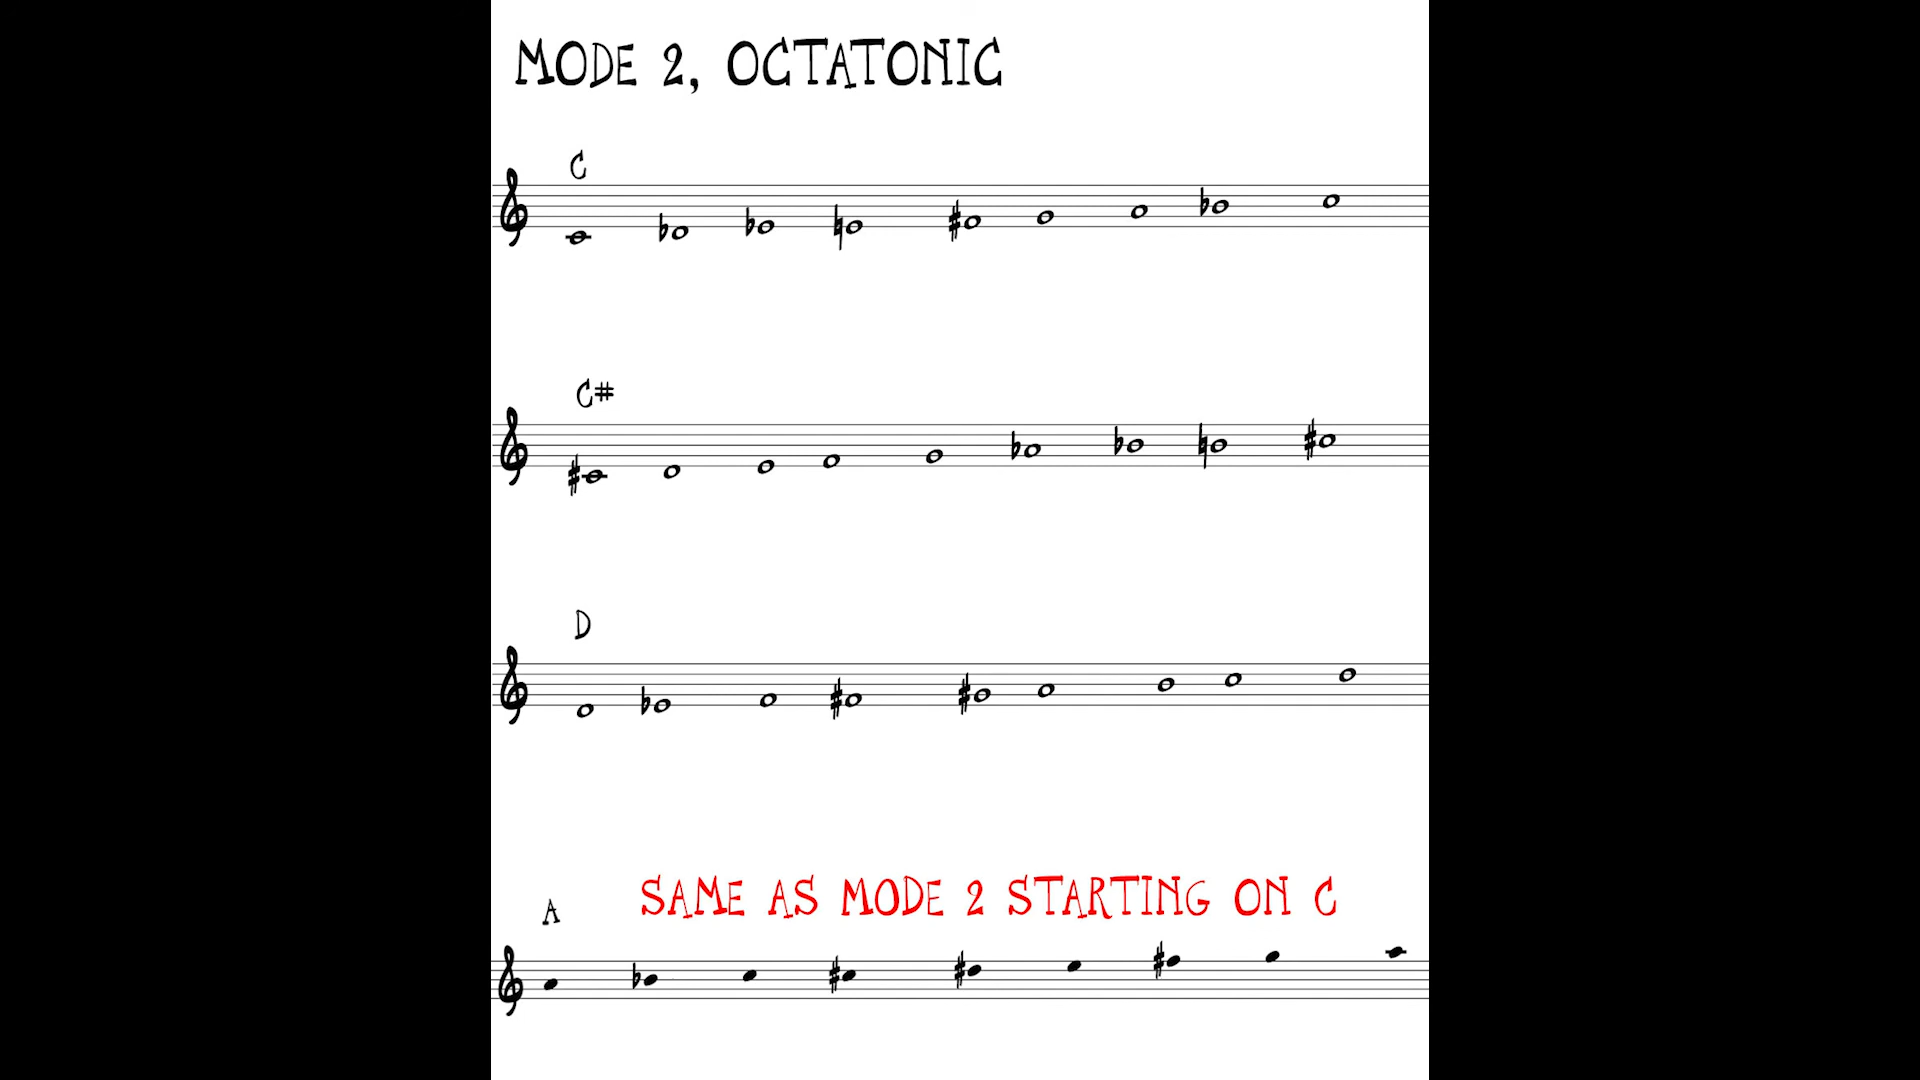 MODE 2, OCTATONIC
C
C#
D
SAME AS MODE 2 STARTING ON C
A